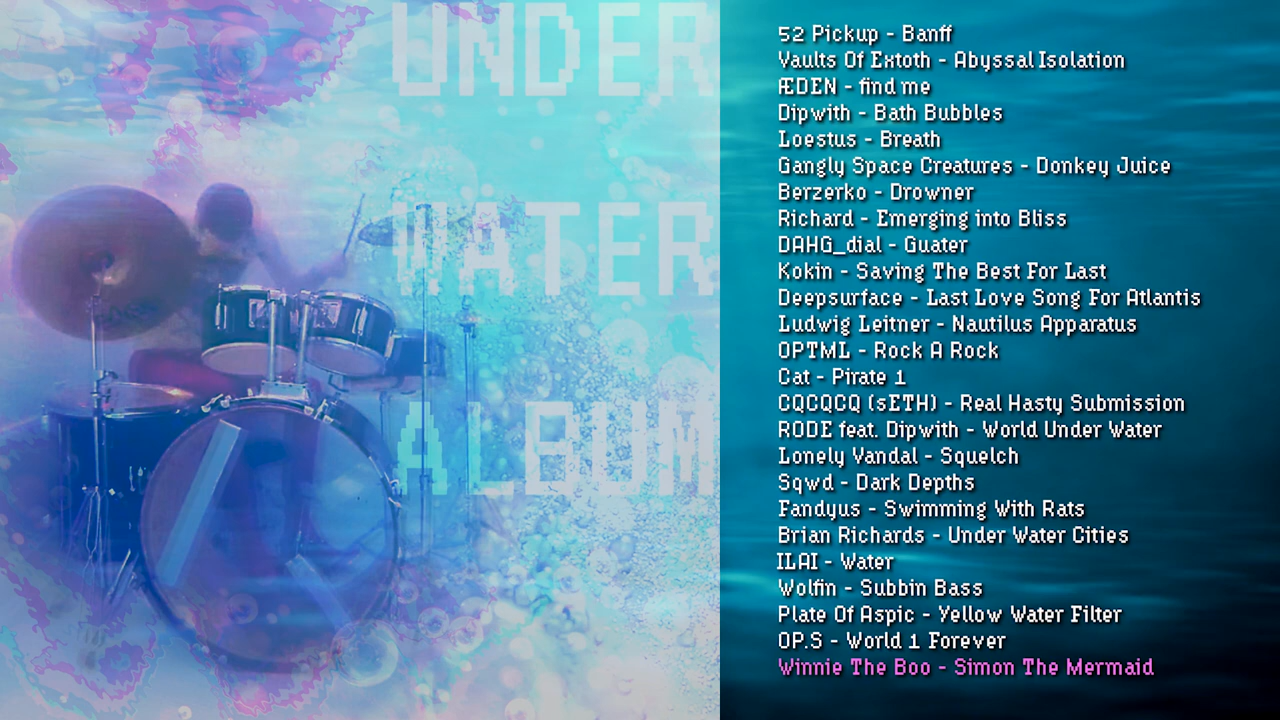 UNDER
WATER
ALBUM
52 Pickup - Banff
Vaults Of Extoth - Abyssal Isolation
ÆDEN - find me
Dipwith - Bath Bubbles
Loestus - Breath
Gangly Space Creatures - Donkey Juice
Berzerko - Drowner
Richard - Emerging into Bliss
DAHG_dial - Guater
Kokin - Saving The Best For Last
Deepsurface - Last Love Song For Atlantis
Ludwig Leitner - Nautilus Apparatus
OPTML - Rock A Rock
Cat - Pirate 1
CQCQCQ (sETH) - Real Hasty Submission
RODE feat. Dipwith - World Under Water
Lonely Vandal - Squelch
Sqwd - Dark Depths
Fandyus - Swimming With Rats
Brian Richards - Under Water Cities
ILAI - Water
Wolfin - Subbin Bass
Plate Of Aspic - Yellow Water Filter
OP.S - World 1 Forever
Winnie The Boo - Simon The Mermaid